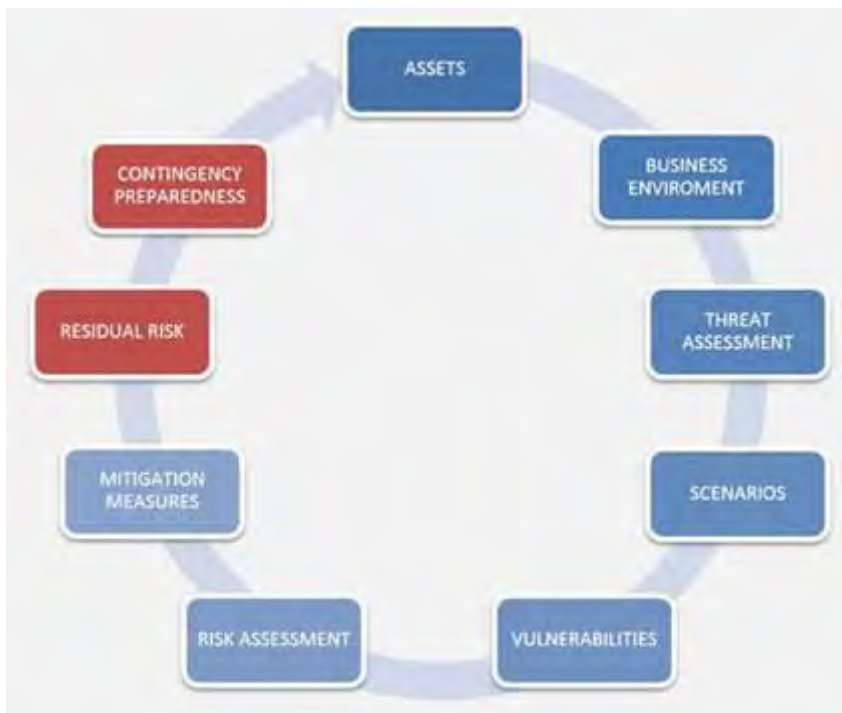 ASSETS
BUSINESS
ENVIROMENT
THREAT
ASSESSMENT
SCENARIOS
VULNERABILITIES
RISK ASSESSMENT
MITIGATION
MEASURES
RESIDUAL RISK
CONTINGENCY
PREPAREDNESS